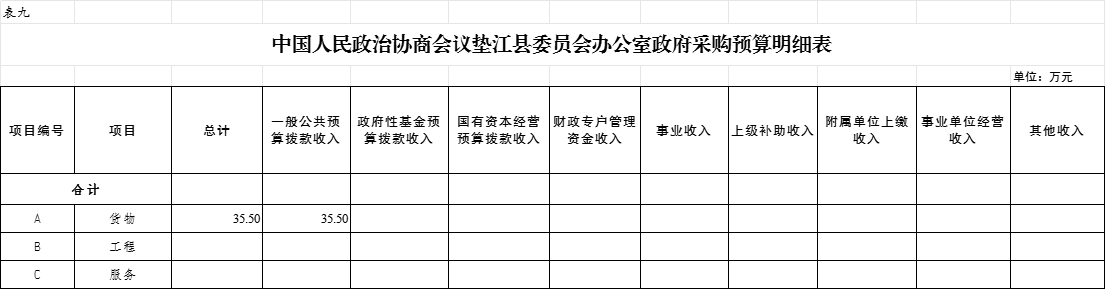 表九
中国人民政治协商会议垫江县委员会办公室政府采购预算明细表
单位：万元
项目编号 项目 总计 一般公共预算拨款收入 政府性基金预算拨款收入 国有资本经营预算拨款收入 财政专户管理资金收入 事业收入 上级补助收入 附属单位上缴收入 事业单位经营收入 其他收入
合计
A 货物 35.50 35.50
B 工程
C 服务